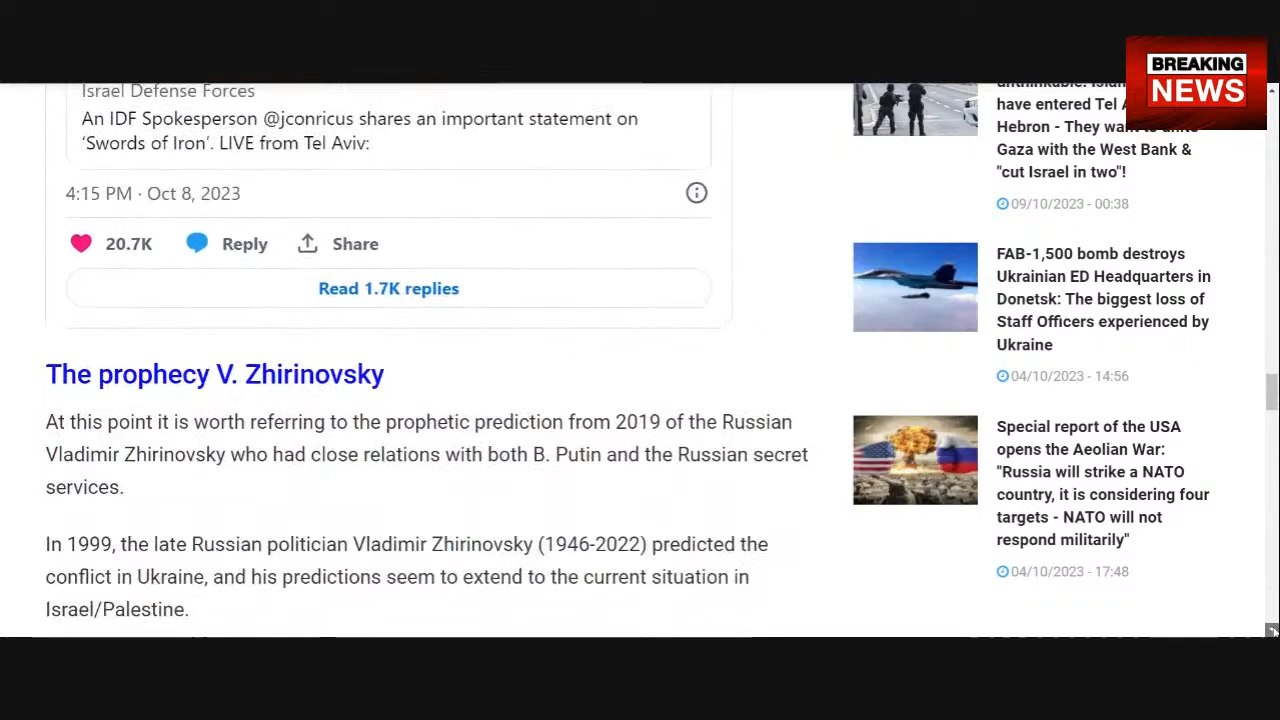 Israel Defense Forces
An IDF Spokesperson @jconricus shares an important statement on
‘Swords of Iron’. LIVE from Tel Aviv:
4:15 PM · Oct 8, 2023
20.7K Reply Share
Read 1.7K replies
The prophecy V. Zhirinovsky
At this point it is worth referring to the prophetic prediction from 2019 of the Russian
Vladimir Zhirinovsky who had close relations with both B. Putin and the Russian secret
services.
In 1999, the late Russian politician Vladimir Zhirinovsky (1946-2022) predicted the
conflict in Ukraine, and his predictions seem to extend to the current situation in
Israel/Palestine.
BREAKING
NEWS
unthinkable:
have entered Tel
Hebron - They want to unite
Gaza with the West Bank &
"cut Israel in two"!
09/10/2023 - 00:38
FAB-1,500 bomb destroys
Ukrainian ED Headquarters in
Donetsk: The biggest loss of
Staff Officers experienced by
Ukraine
04/10/2023 - 14:56
Special report of the USA
opens the Aeolian War:
"Russia will strike a NATO
country, it is considering four
targets - NATO will not
respond militarily"
04/10/2023 - 17:48